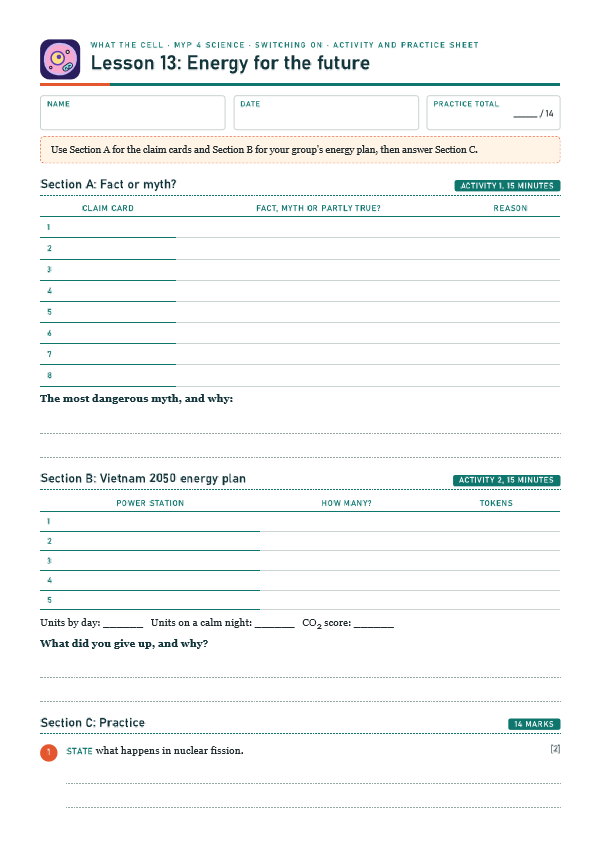 WHAT THE CELL · MYP 4 SCIENCE · SWITCHING ON · ACTIVITY AND PRACTICE SHEET
Lesson 13: Energy for the future
NAME
DATE
PRACTICE TOTAL
_____ / 14
Use Section A for the claim cards and Section B for your group's energy plan, then answer Section C.
Section A: Fact or myth?
ACTIVITY 1, 15 MINUTES
CLAIM CARD FACT, MYTH OR PARTLY TRUE? REASON
1
2
3
4
5
6
7
8
The most dangerous myth, and why:
Section B: Vietnam 2050 energy plan
ACTIVITY 2, 15 MINUTES
POWER STATION HOW MANY? TOKENS
1
2
3
4
5
Units by day: _______ Units on a calm night: _______ CO₂ score: _______
What did you give up, and why?
Section C: Practice
14 MARKS
1 STATE what happens in nuclear fission. [2]